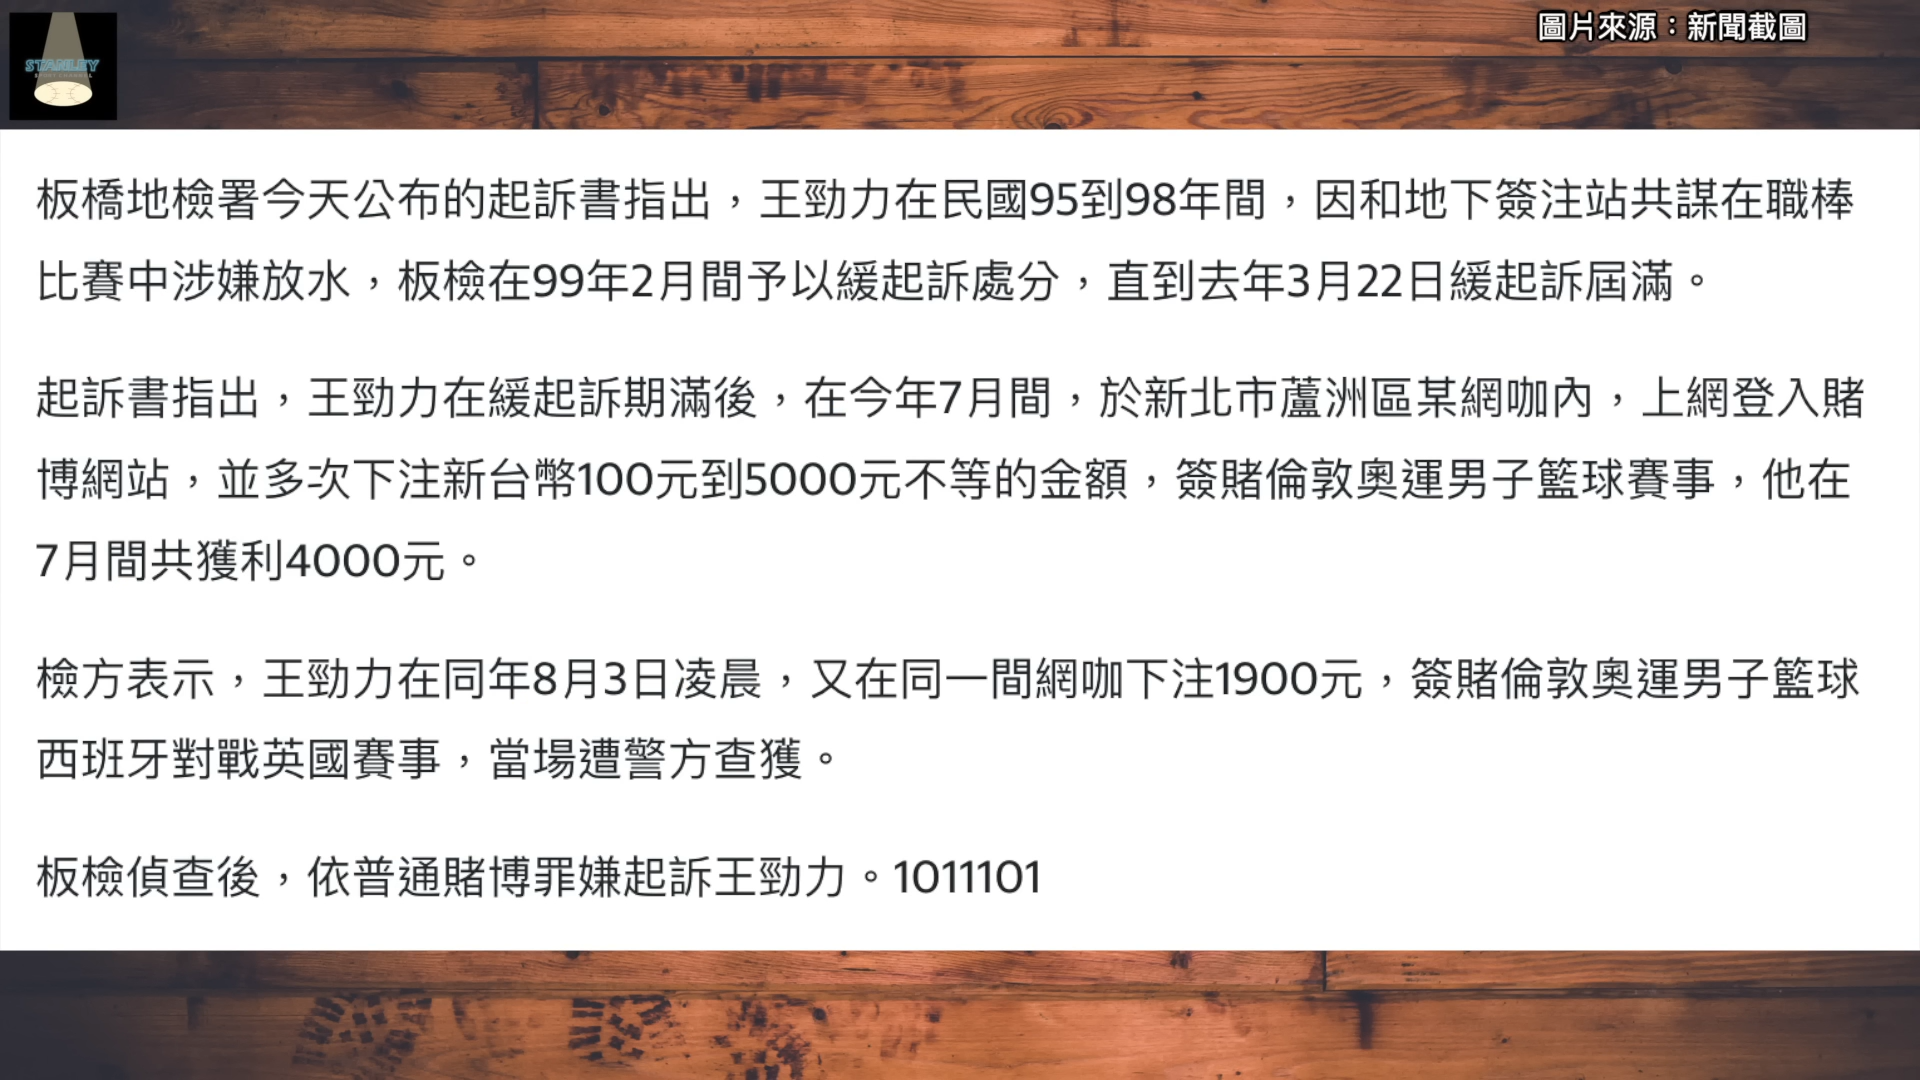 STANLEY
圖片來源：新聞截圖
板橋地檢署今天公布的起訴書指出，王勁力在民國95到98年間，因和地下簽注站共謀在職棒
比賽中涉嫌放水，板檢在99年2月間予以緩起訴處分，直到去年3月22日緩起訴屆滿。
起訴書指出，王勁力在緩起訴期滿後，在今年7月間，於新北市蘆洲區某網咖內，上網登入賭
博網站，並多次下注新台幣100元到5000元不等的金額，簽賭倫敦奧運男子籃球賽事，他在
7月間共獲利4000元。
檢方表示，王勁力在同年8月3日凌晨，又在同一間網咖下注1900元，簽賭倫敦奧運男子籃球
西班牙對戰英國賽事，當場遭警方查獲。
板檢偵查後，依普通賭博罪嫌起訴王勁力。1011101